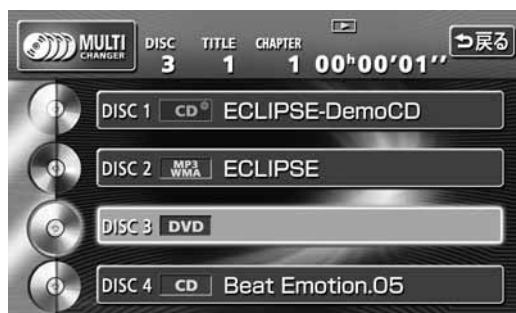 MULTI CHANGER DISC 3 TITLE 1 CHAPTER 1 00h00'01'' 戻る
DISC 1 CD ECLIPSE-DemoCD
DISC 2 MP3 WMA ECLIPSE
DISC 3 DVD
DISC 4 CD Beat Emotion.05